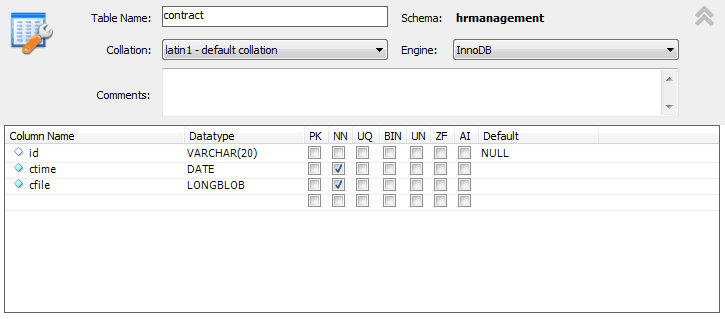 Table Name: contract Schema: hrmanagement
Collation: latin1 - default collation Engine: InnoDB
Comments:
Column Name Datatype PK NN UQ BIN UN ZF AI Default
id VARCHAR(20) NULL
ctime DATE
cfile LONGBLOB